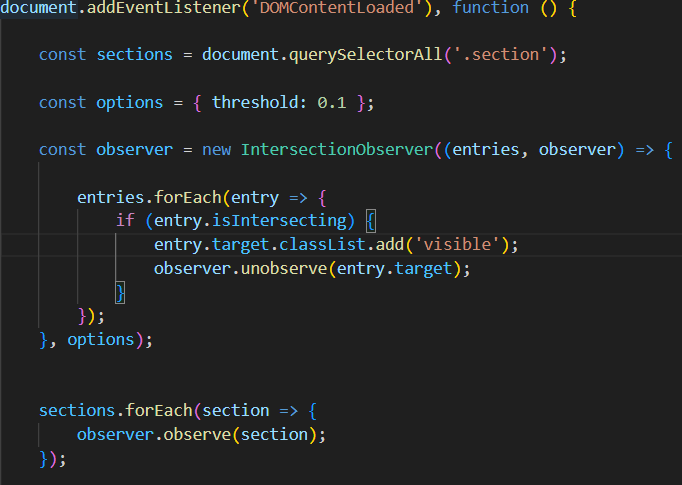 document.addEventListener('DOMContentLoaded'), function () {
const sections = document.querySelectorAll('.section');
const options = { threshold: 0.1 };
const observer = new IntersectionObserver((entries, observer) => {
entries.forEach(entry => {
if (entry.isIntersecting) {
entry.target.classList.add('visible');
observer.unobserve(entry.target);
}
});
}, options);
sections.forEach(section => {
observer.observe(section);
});